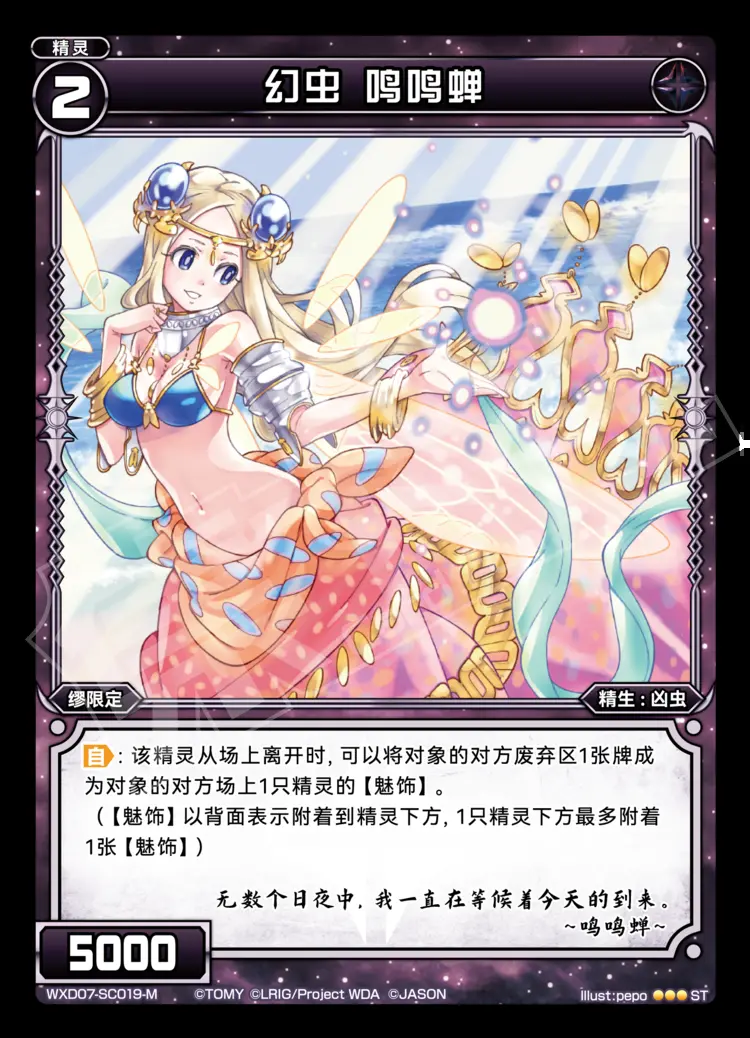 精灵
2
幻虫 鸣鸣蝉
缪限定
精生：凶虫
自：该精灵从场上离开时, 可以将对象的对方废弃区1张牌成
为对象的对方场上1只精灵的【魅饰】。
（【魅饰】以背面表示附着到精灵下方, 1只精灵下方最多附着
1张【魅饰】）
无数个日夜中, 我一直在等候着今天的到来。
~鸣鸣蝉~
5000
WXD07-SC019-M ©TOMY ©LRIG/Project WDA ©JASON
illust:pepo ST